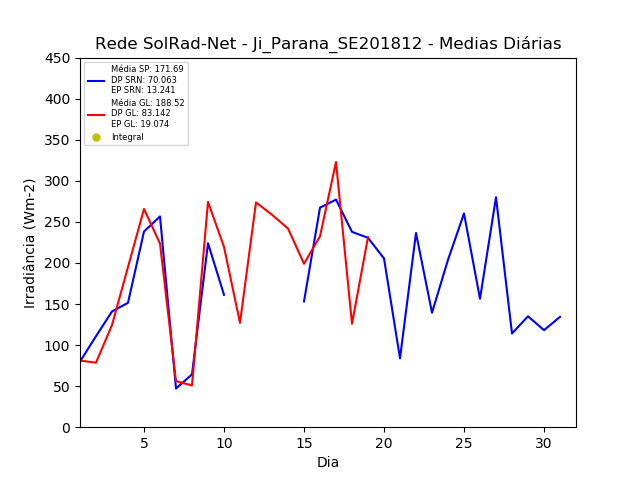 Rede SolRad-Net - Ji_Parana_SE201812 - Medias Diárias
450
400
350
300
250
200
150
100
50
0
Irradiância (Wm-2)
Média SP: 171.69
DP SRN: 70.063
EP SRN: 13.241
Média GL: 188.52
DP GL: 83.142
EP GL: 19.074
Integral
5
10
15
20
25
30
Dia